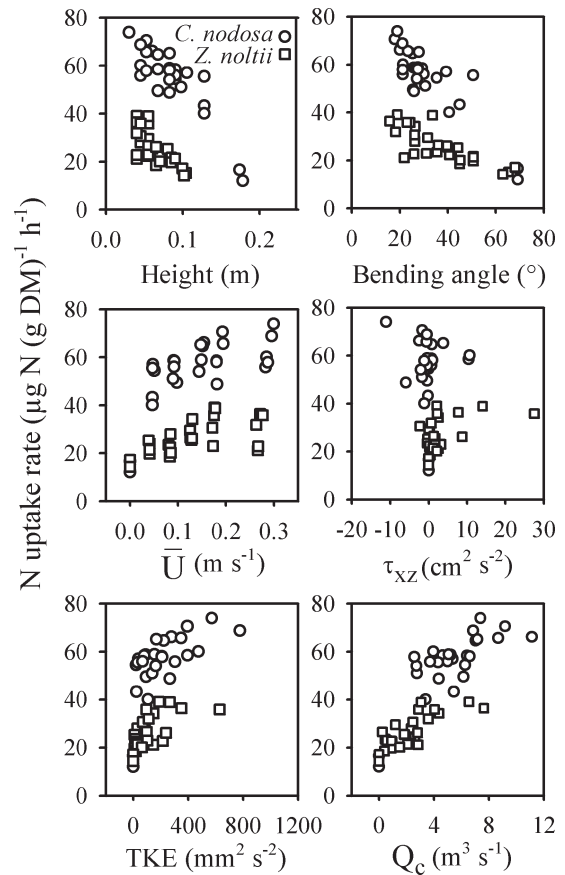 N uptake rate (µg N (g DM)⁻¹ h⁻¹)
80 60 40 20 0
C. nodosa
Z. noltii
0.0 0.1 0.2
Height (m)
80 60 40 20 0
0 20 40 60 80
Bending angle (°)
80 60 40 20 0
0.0 0.1 0.2 0.3
U̅ (m s⁻¹)
80 60 40 20 0
-20 -10 0 10 20 30
τXZ (cm² s⁻²)
80 60 40 20 0
0 400 800 1200
TKE (mm² s⁻²)
80 60 40 20 0
0 4 8 12
Qc (m³ s⁻¹)